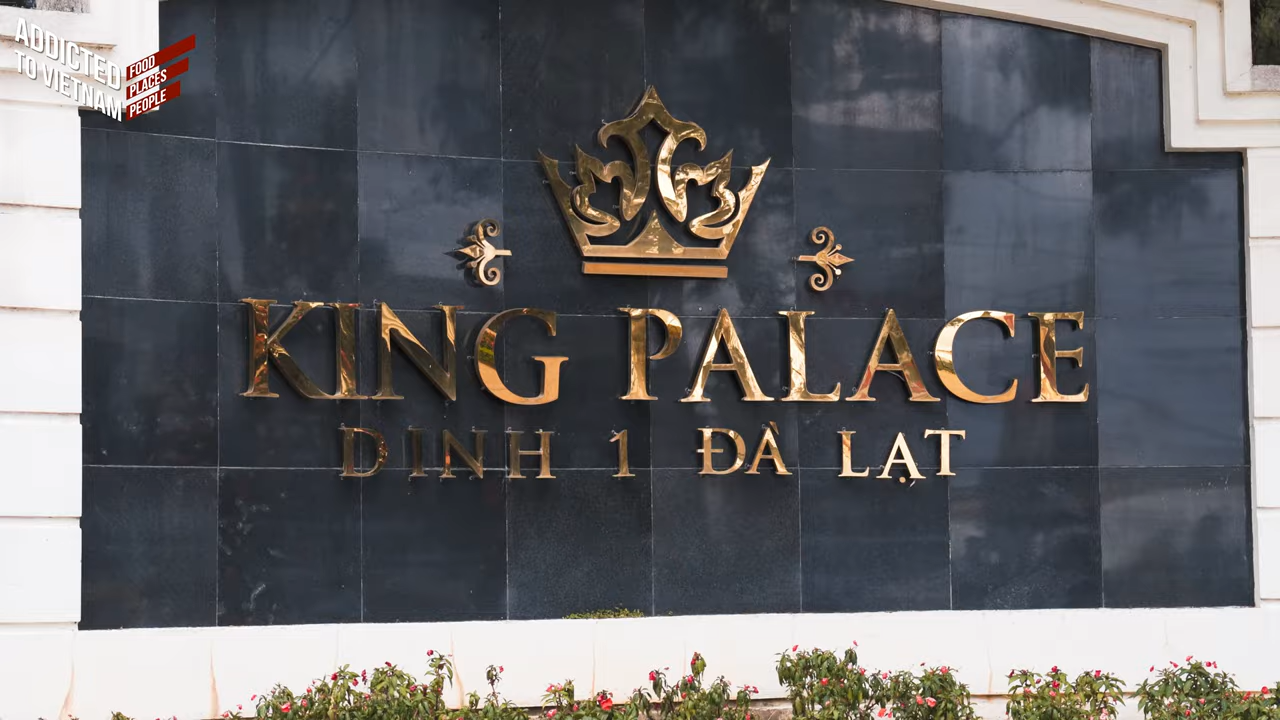 ADDICTED
TO VIETNAM
FOOD
PLACES
PEOPLE
KING PALACE
DINH 1 ĐÀ LẠT